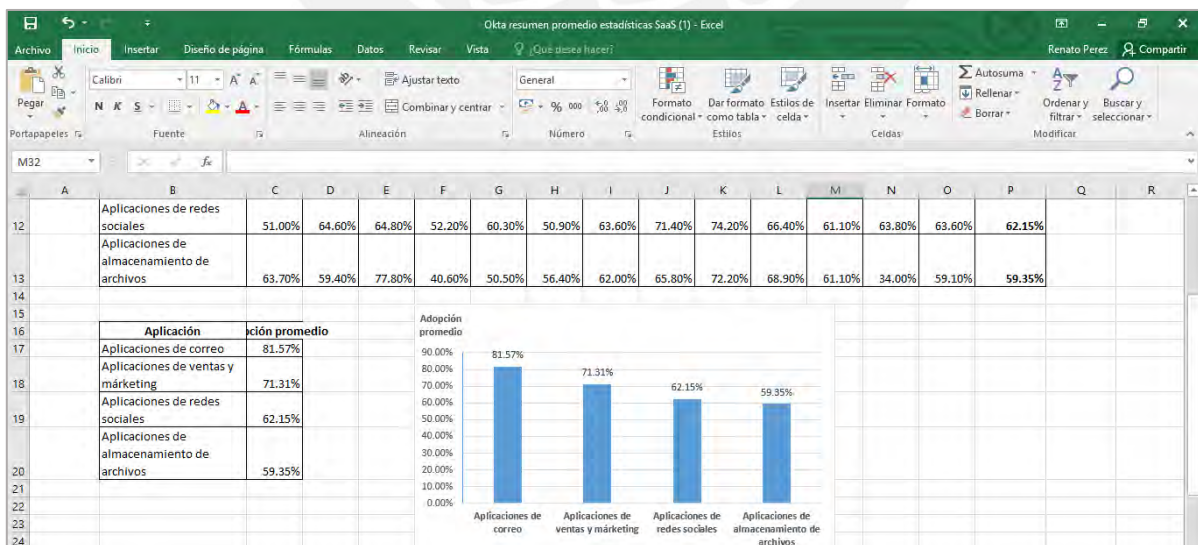 Okta resumen promedio estadísticas SaaS (1) - Excel
Archivo Inicio Insertar Diseño de página Fórmulas Datos Revisar Vista ¿Qué desea hacer? Renato Perez Compartir
Pegar
Calibri 11 A A
N K S A
Ajustar texto
Combinar y centrar
General
% 000
Formato condicional
Dar formato como tabla
Estilos de celda
Insertar Eliminar Formato
Autosuma
Rellenar
Borrar
Ordenar y filtrar
Buscar y seleccionar
Portapapeles Fuente Alineación Número Estilos Celdas Modificar
M32 fx
A B C D E F G H I J K L M N O P Q R
12 Aplicaciones de redes sociales 51.00% 64.60% 64.80% 52.20% 60.30% 50.90% 63.60% 71.40% 74.20% 66.40% 61.10% 63.80% 63.60% 62.15%
13 Aplicaciones de almacenamiento de archivos 63.70% 59.40% 77.80% 40.60% 50.50% 56.40% 62.00% 65.80% 72.20% 68.90% 61.10% 34.00% 59.10% 59.35%
14
15
16 Aplicación pción promedio
17 Aplicaciones de correo 81.57%
18 Aplicaciones de ventas y márketing 71.31%
19 Aplicaciones de redes sociales 62.15%
20 Aplicaciones de almacenamiento de archivos 59.35%
21
22
23
24
Adopción promedio
90.00%
80.00%
70.00%
60.00%
50.00%
40.00%
30.00%
20.00%
10.00%
0.00%
81.57%
71.31%
62.15%
59.35%
Aplicaciones de correo
Aplicaciones de ventas y márketing
Aplicaciones de redes sociales
Aplicaciones de almacenamiento de archivos